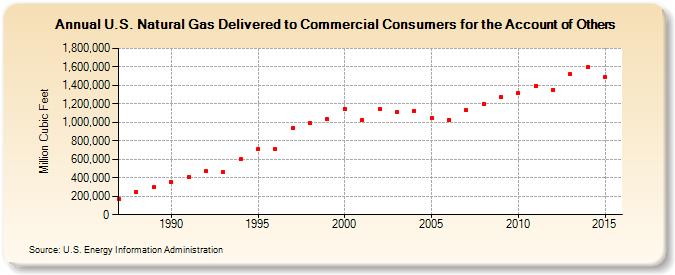 Annual U.S. Natural Gas Delivered to Commercial Consumers for the Account of Others
Million Cubic Feet
1,800,000
1,600,000
1,400,000
1,200,000
1,000,000
800,000
600,000
400,000
200,000
0
1990 1995 2000 2005 2010 2015
Source: U.S. Energy Information Administration